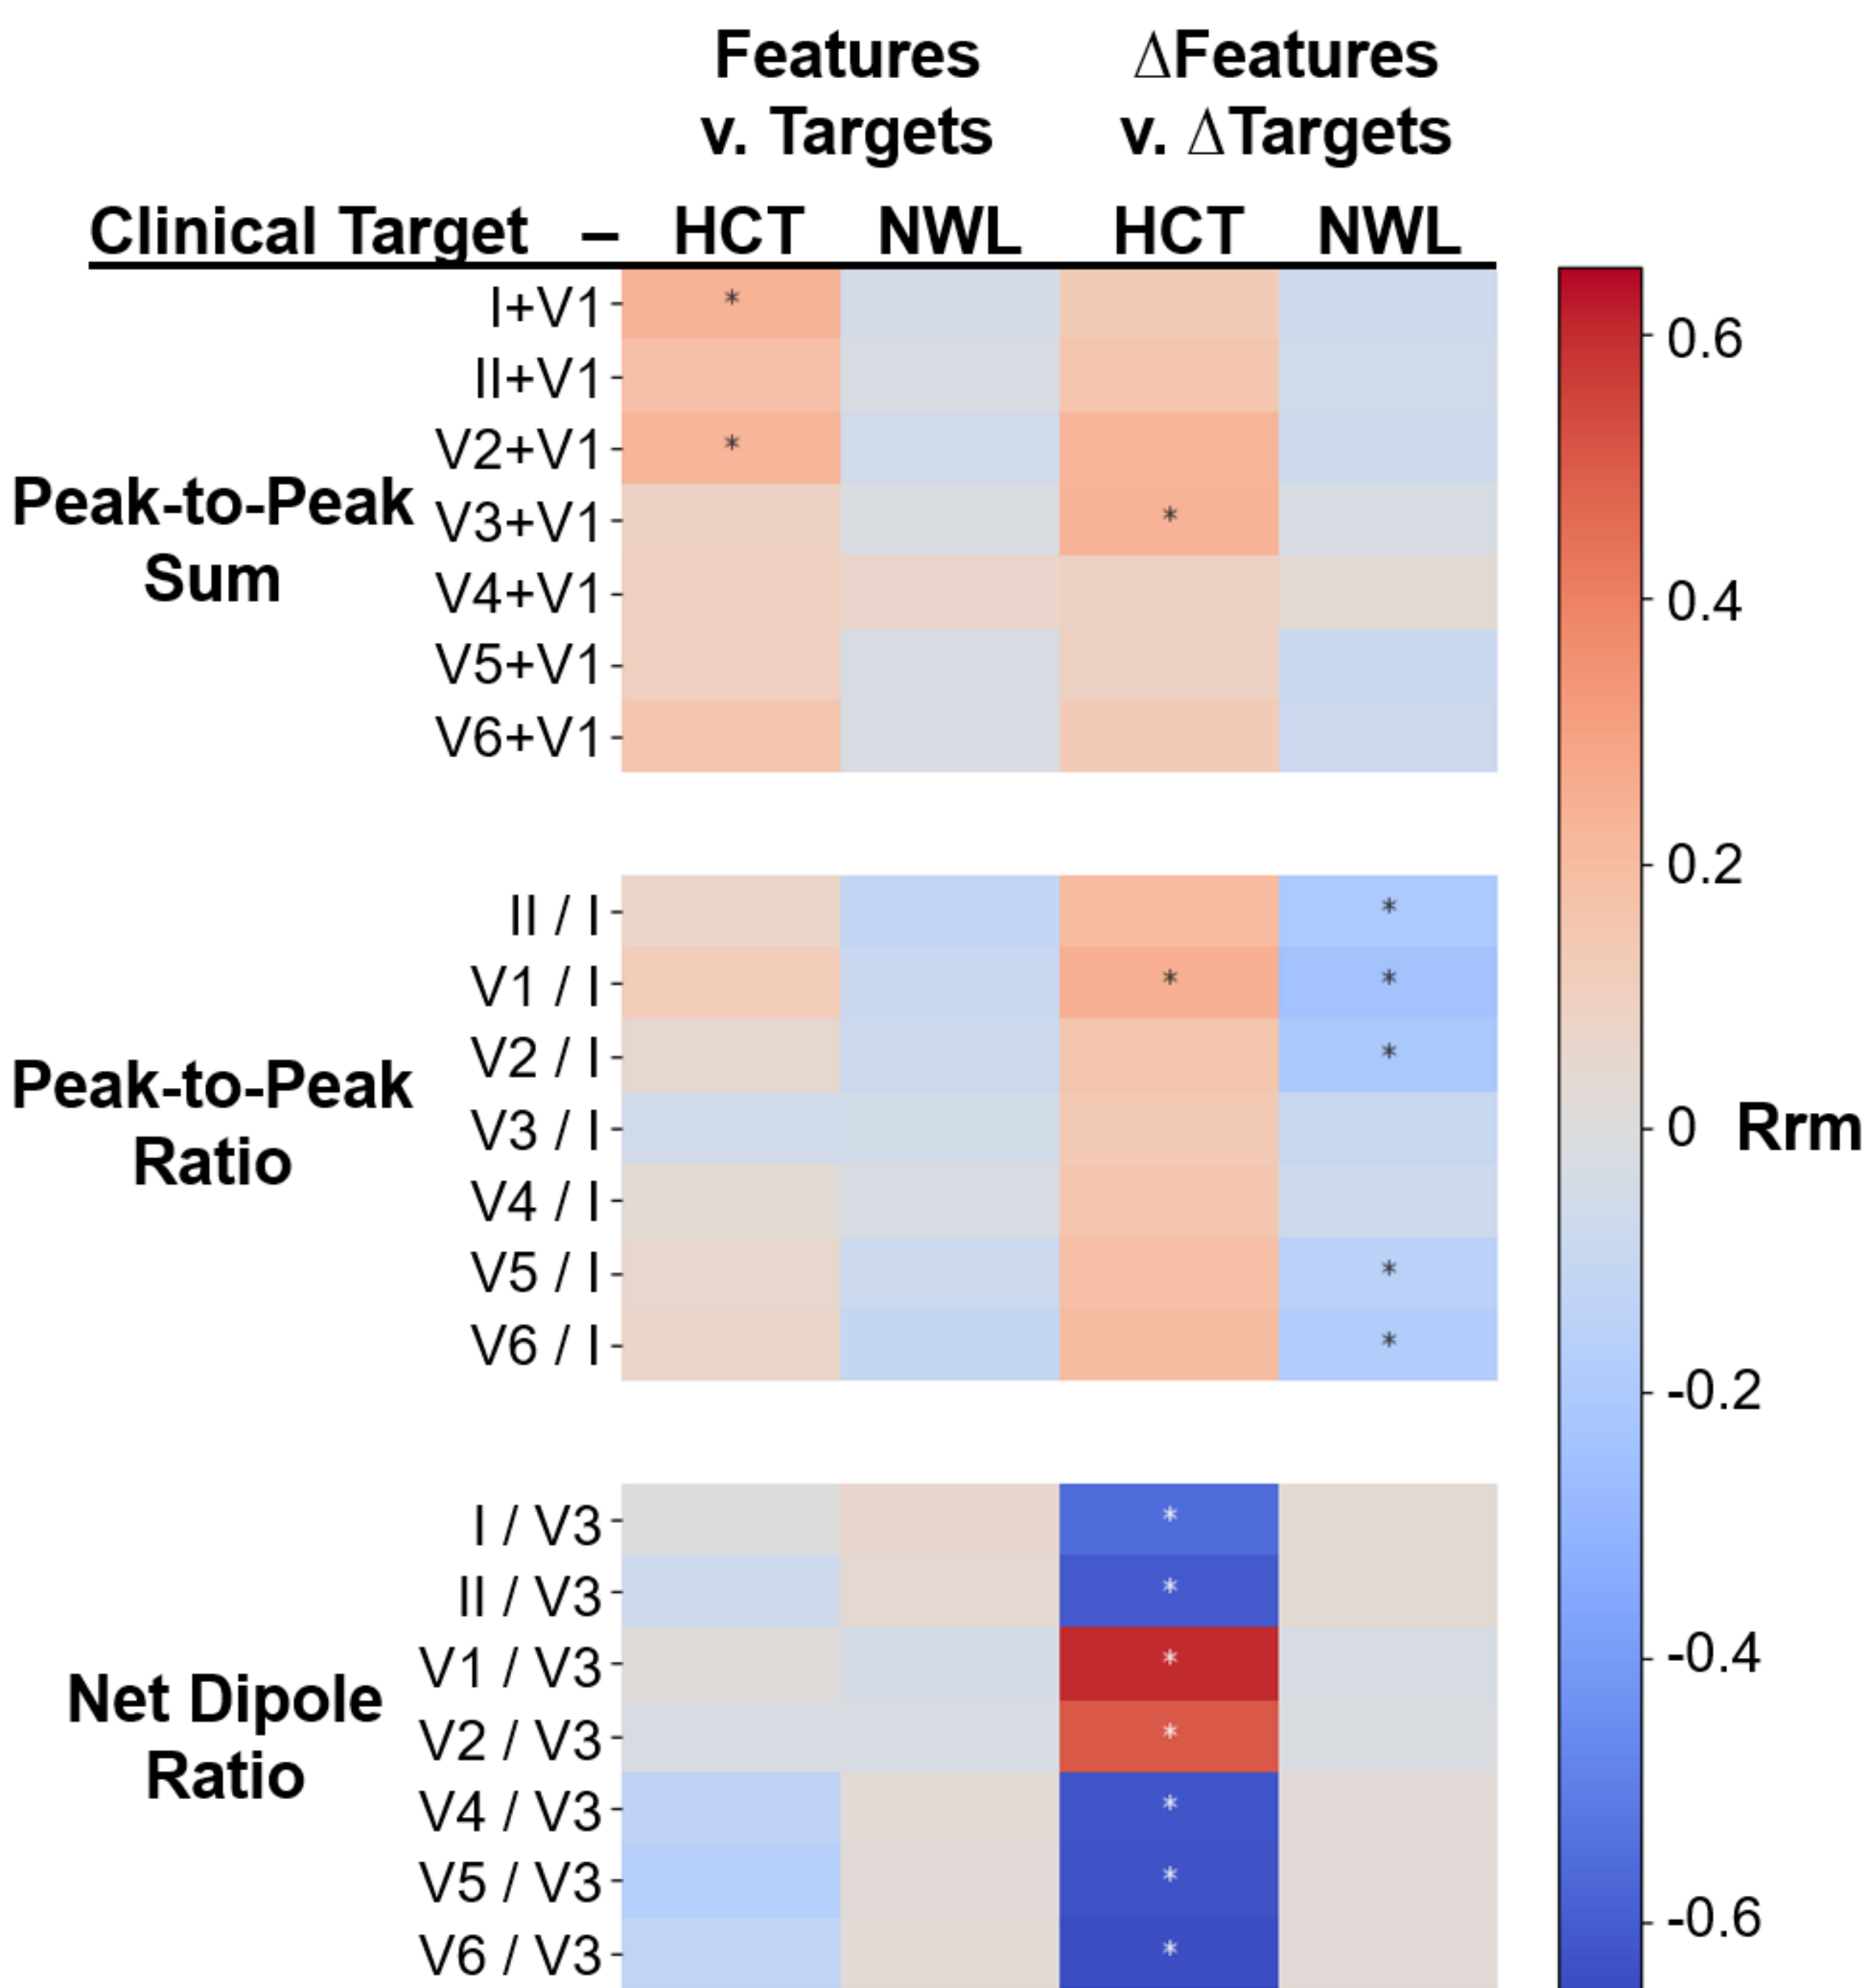 Features ΔFeatures
v. Targets v. ΔTargets
Clinical Target – HCT NWL HCT NWL
Peak-to-Peak
Sum
I+V1 *
II+V1
V2+V1 *
V3+V1 *
V4+V1
V5+V1
V6+V1
Peak-to-Peak
Ratio
II / I *
V1 / I * *
V2 / I *
V3 / I
V4 / I
V5 / I *
V6 / I *
Net Dipole
Ratio
I / V3 *
II / V3 *
V1 / V3 *
V2 / V3 *
V4 / V3 *
V5 / V3 *
V6 / V3 *
0.6
0.4
0.2
0
-0.2
-0.4
-0.6
Rrm